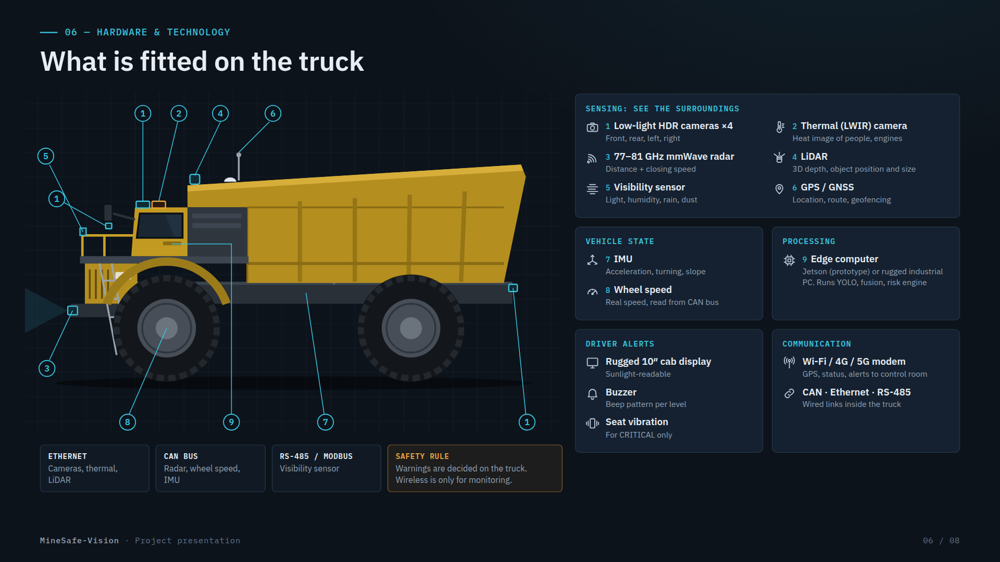 06 — HARDWARE & TECHNOLOGY
What is fitted on the truck
1
2
4
6
5
1
3
8
9
7
1
ETHERNET
Cameras, thermal,
LiDAR
CAN BUS
Radar, wheel speed,
IMU
RS-485 / MODBUS
Visibility sensor
SAFETY RULE
Warnings are decided on the truck.
Wireless is only for monitoring.
SENSING: SEE THE SURROUNDINGS
1 Low-light HDR cameras ×4
Front, rear, left, right
2 Thermal (LWIR) camera
Heat image of people, engines
3 77–81 GHz mmWave radar
Distance + closing speed
4 LiDAR
3D depth, object position and size
5 Visibility sensor
Light, humidity, rain, dust
6 GPS / GNSS
Location, route, geofencing
VEHICLE STATE
7 IMU
Acceleration, turning, slope
8 Wheel speed
Real speed, read from CAN bus
PROCESSING
9 Edge computer
Jetson (prototype) or rugged industrial
PC. Runs YOLO, fusion, risk engine
DRIVER ALERTS
Rugged 10″ cab display
Sunlight-readable
Buzzer
Beep pattern per level
Seat vibration
For CRITICAL only
COMMUNICATION
Wi-Fi / 4G / 5G modem
GPS, status, alerts to control room
CAN · Ethernet · RS-485
Wired links inside the truck
MineSafe-Vision · Project presentation
06 / 08